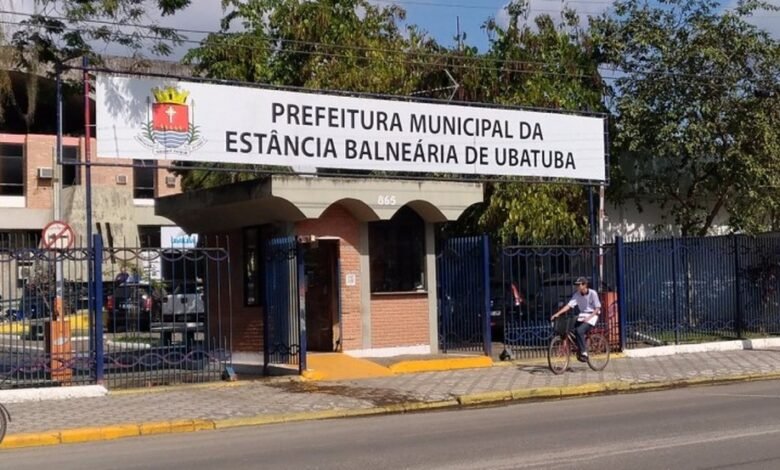 PREFEITURA MUNICIPAL DA
ESTÂNCIA BALNEÁRIA DE UBATUBA
865